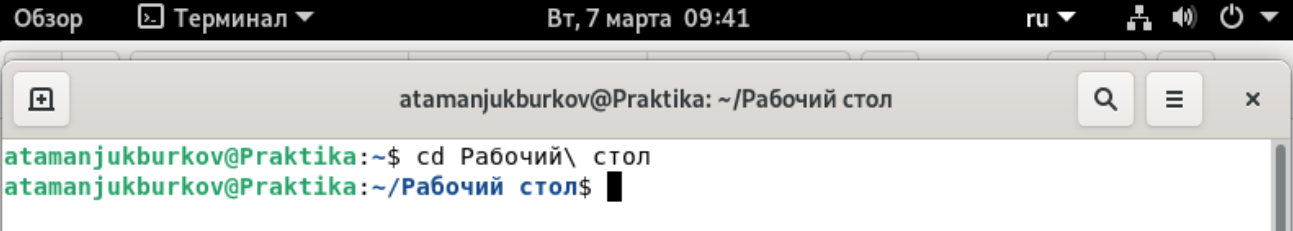 Обзор Терминал Вт, 7 марта 09:41 ru
atamanjukburkov@Praktika: ~/Рабочий стол
atamanjukburkov@Praktika:~$ cd Рабочий\ стол
atamanjukburkov@Praktika:~/Рабочий стол$